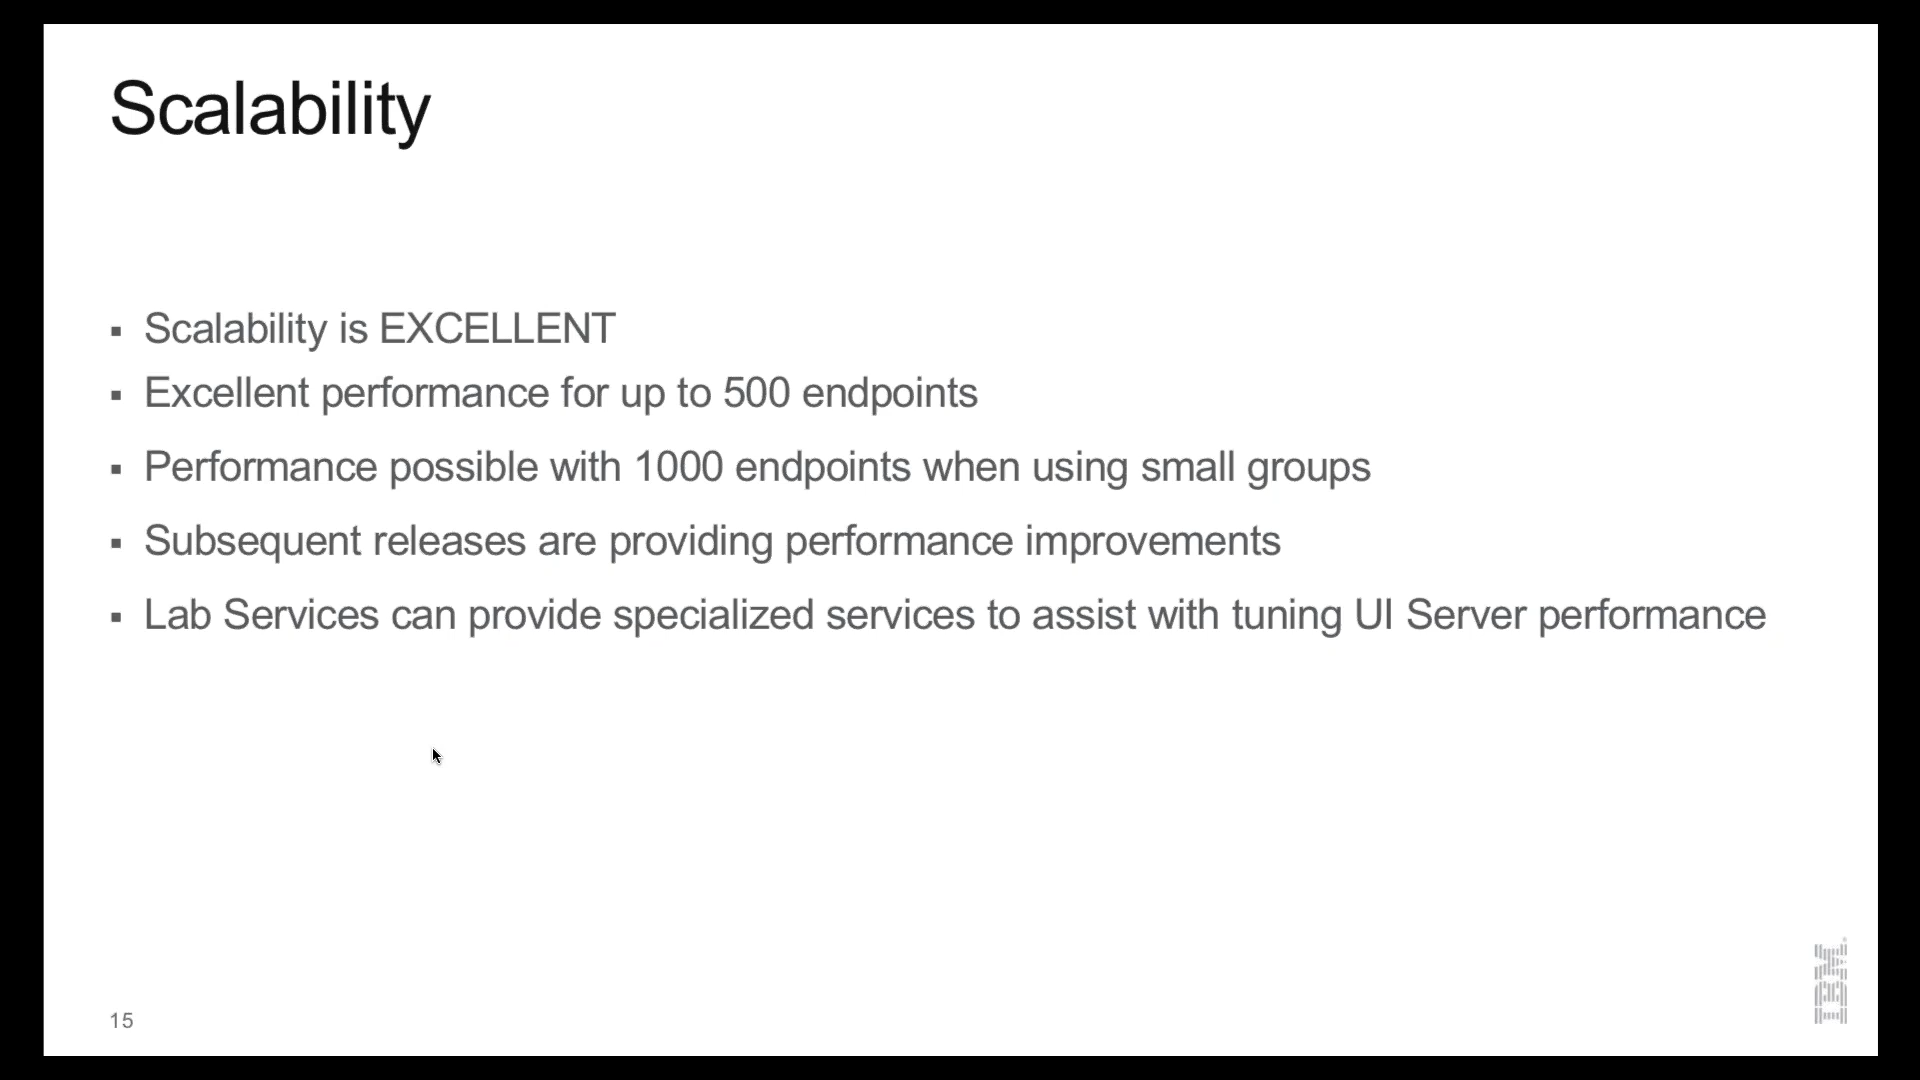 Scalability
▪ Scalability is EXCELLENT
▪ Excellent performance for up to 500 endpoints
▪ Performance possible with 1000 endpoints when using small groups
▪ Subsequent releases are providing performance improvements
▪ Lab Services can provide specialized services to assist with tuning UI Server performance
15
IBM